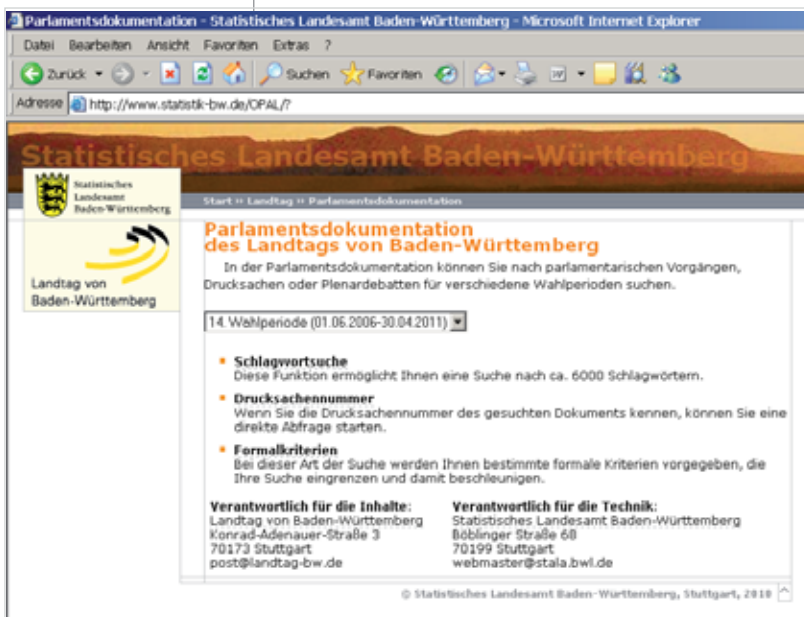 Parlamentsdokumentation - Statistisches Landesamt Baden-Württemberg - Microsoft Internet Explorer
Datei Bearbeiten Ansicht Favoriten Extras ?
Zurück Suchen Favoriten
Adresse http://www.statistik-bw.de/OPAL/?
Statistisches Landesamt Baden-Württemberg
Statistisches
Landesamt
Baden-Württemberg
Start » Landtag » Parlamentsdokumentation
Landtag von
Baden-Württemberg
Parlamentsdokumentation
des Landtags von Baden-Württemberg
In der Parlamentsdokumentation können Sie nach parlamentarischen Vorgängen,
Drucksachen oder Plenardebatten für verschiedene Wahlperioden suchen.
14. Wahlperiode (01.06.2006-30.04.2011)
Schlagwortsuche
Diese Funktion ermöglicht Ihnen eine Suche nach ca. 6000 Schlagwörtern.
Drucksachennummer
Wenn Sie die Drucksachennummer des gesuchten Dokuments kennen, können Sie eine
direkte Abfrage starten.
Formalkriterien
Bei dieser Art der Suche werden Ihnen bestimmte formale Kriterien vorgegeben, die
Ihre Suche eingrenzen und damit beschleunigen.
Verantwortlich für die Inhalte:
Landtag von Baden-Württemberg
Konrad-Adenauer-Straße 3
70173 Stuttgart
post@landtag-bw.de
Verantwortlich für die Technik:
Statistisches Landesamt Baden-Württemberg
Böblinger Straße 68
70199 Stuttgart
webmaster@stala.bwl.de
© Statistisches Landesamt Baden-Württemberg, Stuttgart, 2010